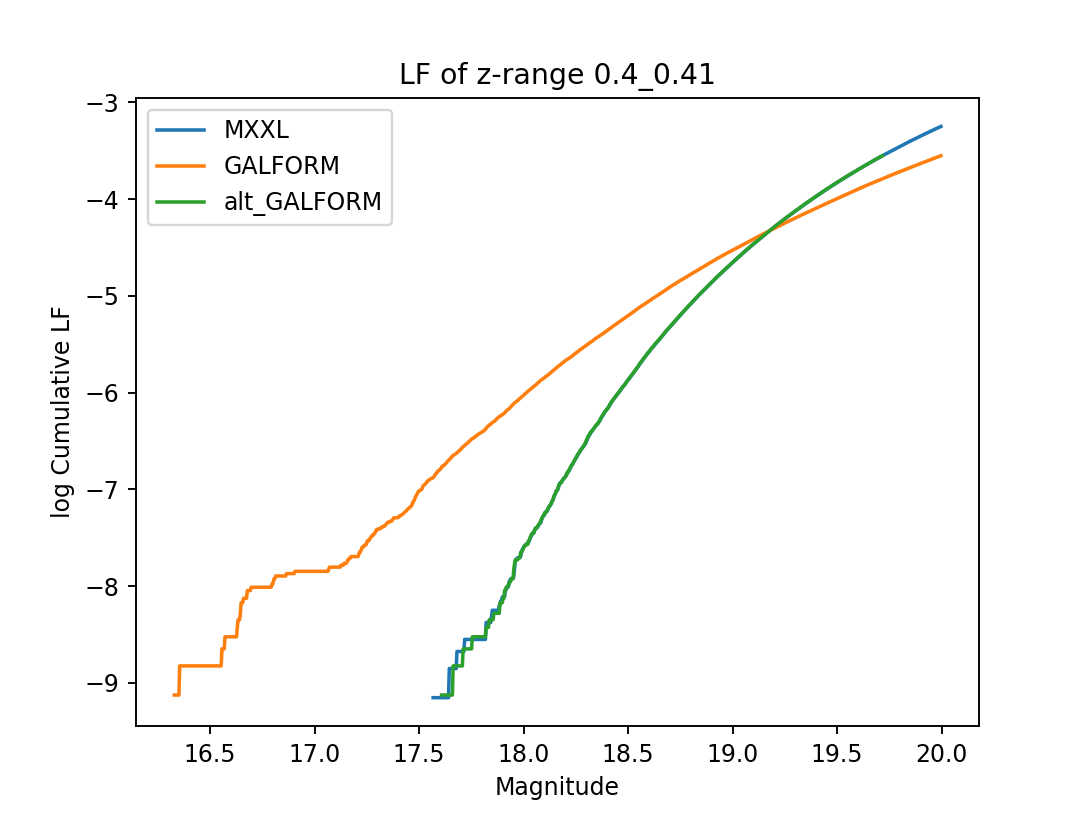 LF of z-range 0.4_0.41
MXXL
GALFORM
alt_GALFORM
log Cumulative LF
−3
−4
−5
−6
−7
−8
−9
16.5 17.0 17.5 18.0 18.5 19.0 19.5 20.0
Magnitude